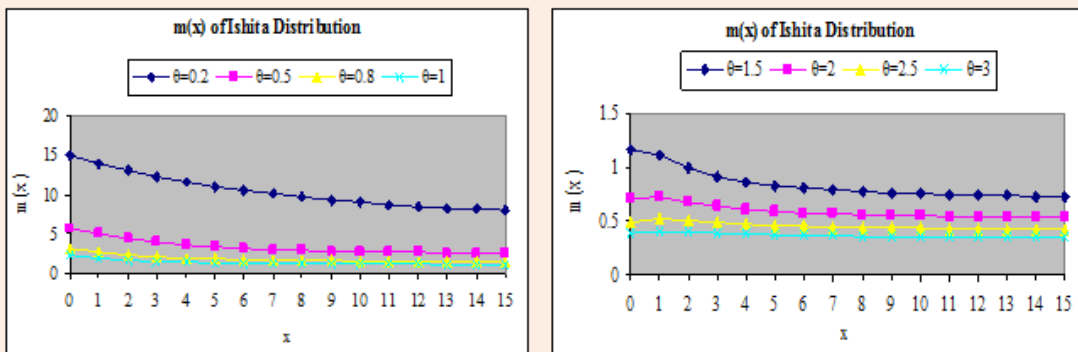 m(x) of Ishita Distribution
θ=0.2 θ=0.5 θ=0.8 θ=1
20
15
10
5
0
m (x)
0 1 2 3 4 5 6 7 8 9 10 11 12 13 14 15
x
m(x) of Ishita Distribution
θ=1.5 θ=2 θ=2.5 θ=3
1.5
1
0.5
0
m (x)
0 1 2 3 4 5 6 7 8 9 10 11 12 13 14 15
x